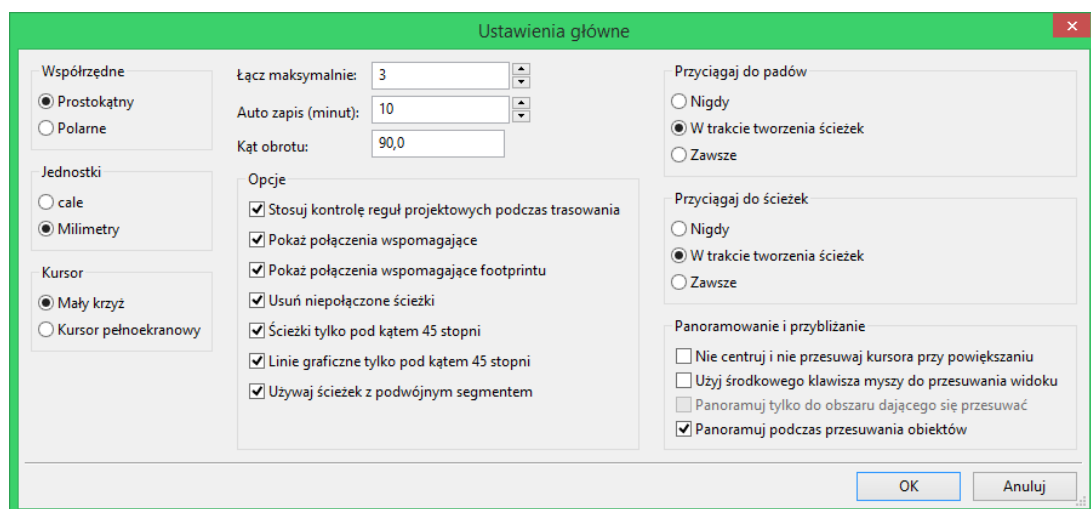 Ustawienia główne
Współrzędne
Prostokątny
Polarne
Jednostki
cale
Milimetry
Kursor
Mały krzyż
Kursor pełnoekranowy
Łącz maksymalnie: 3
Auto zapis (minut): 10
Kąt obrotu: 90,0
Opcje
Stosuj kontrolę reguł projektowych podczas trasowania
Pokaż połączenia wspomagające
Pokaż połączenia wspomagające footprintu
Usuń niepołączone ścieżki
Ścieżki tylko pod kątem 45 stopni
Linie graficzne tylko pod kątem 45 stopni
Używaj ścieżek z podwójnym segmentem
Przyciągaj do padów
Nigdy
W trakcie tworzenia ścieżek
Zawsze
Przyciągaj do ścieżek
Nigdy
W trakcie tworzenia ścieżek
Zawsze
Panoramowanie i przybliżanie
Nie centruj i nie przesuwaj kursora przy powiększaniu
Użyj środkowego klawisza myszy do przesuwania widoku
Panoramuj tylko do obszaru dającego się przesuwać
Panoramuj podczas przesuwania obiektów
OK
Anuluj